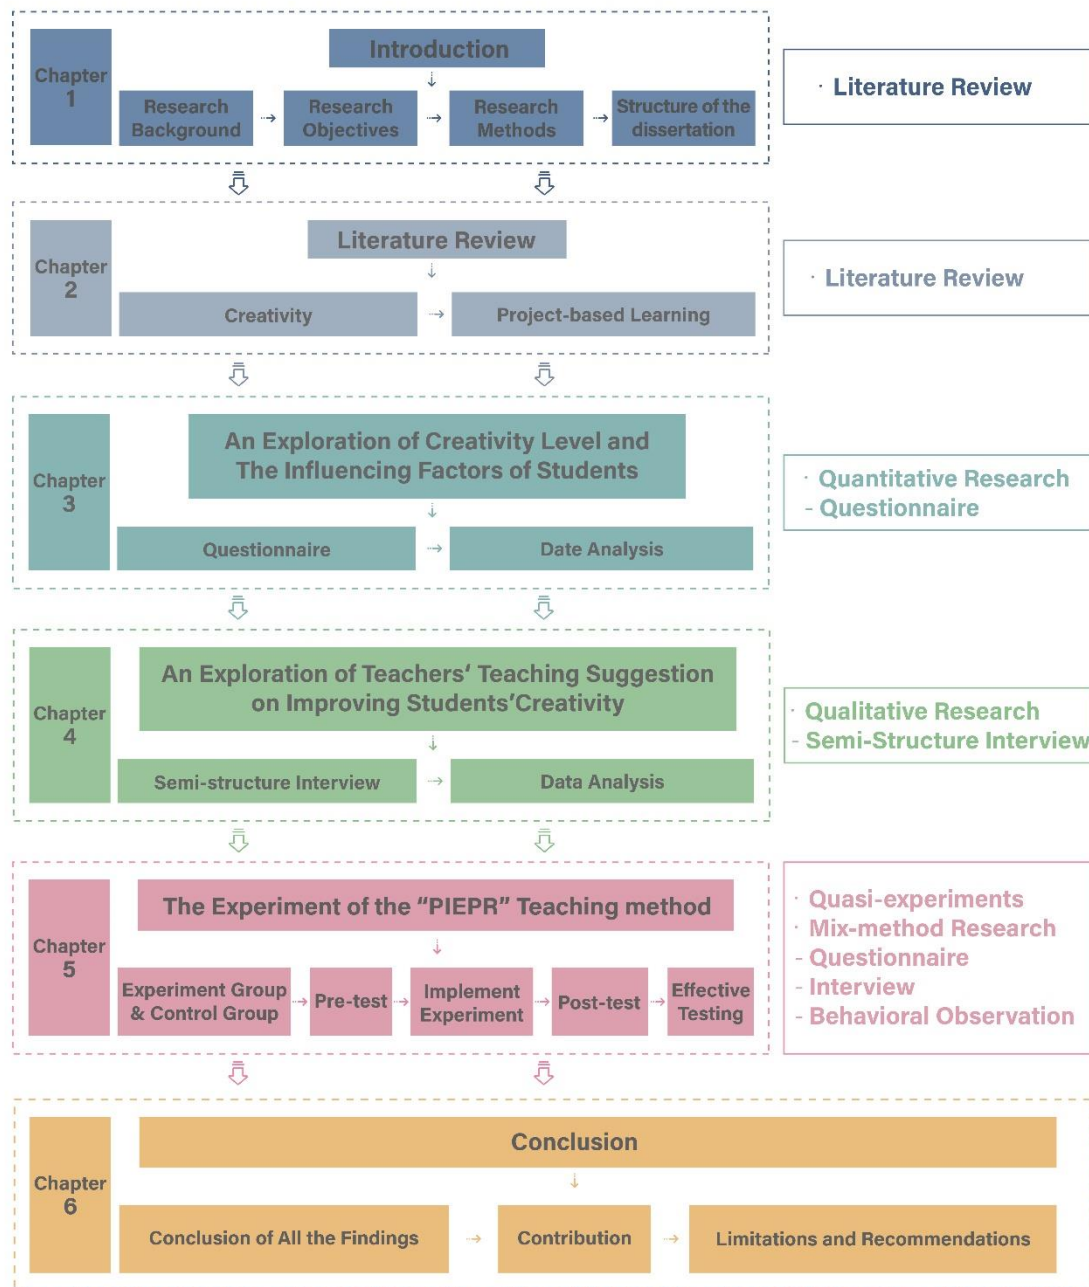 Introduction
Chapter
1
Research
Background
Research
Objectives
Research
Methods
Structure of the
dissertation
· Literature Review
Literature Review
Chapter
2
Creativity
Project-based Learning
· Literature Review
An Exploration of Creativity Level and
The Influencing Factors of Students
Chapter
3
Questionnaire
Date Analysis
· Quantitative Research
- Questionnaire
An Exploration of Teachers‘ Teaching Suggestion
on Improving Students’Creativity
Chapter
4
Semi-structure Interview
Data Analysis
· Qualitative Research
- Semi-Structure Interview
The Experiment of the “PIEPR” Teaching method
Chapter
5
Experiment Group
& Control Group
Pre-test
Implement
Experiment
Post-test
Effective
Testing
· Quasi-experiments
· Mix-method Research
- Questionnaire
- Interview
- Behavioral Observation
Conclusion
Chapter
6
Conclusion of All the Findings
Contribution
Limitations and Recommendations